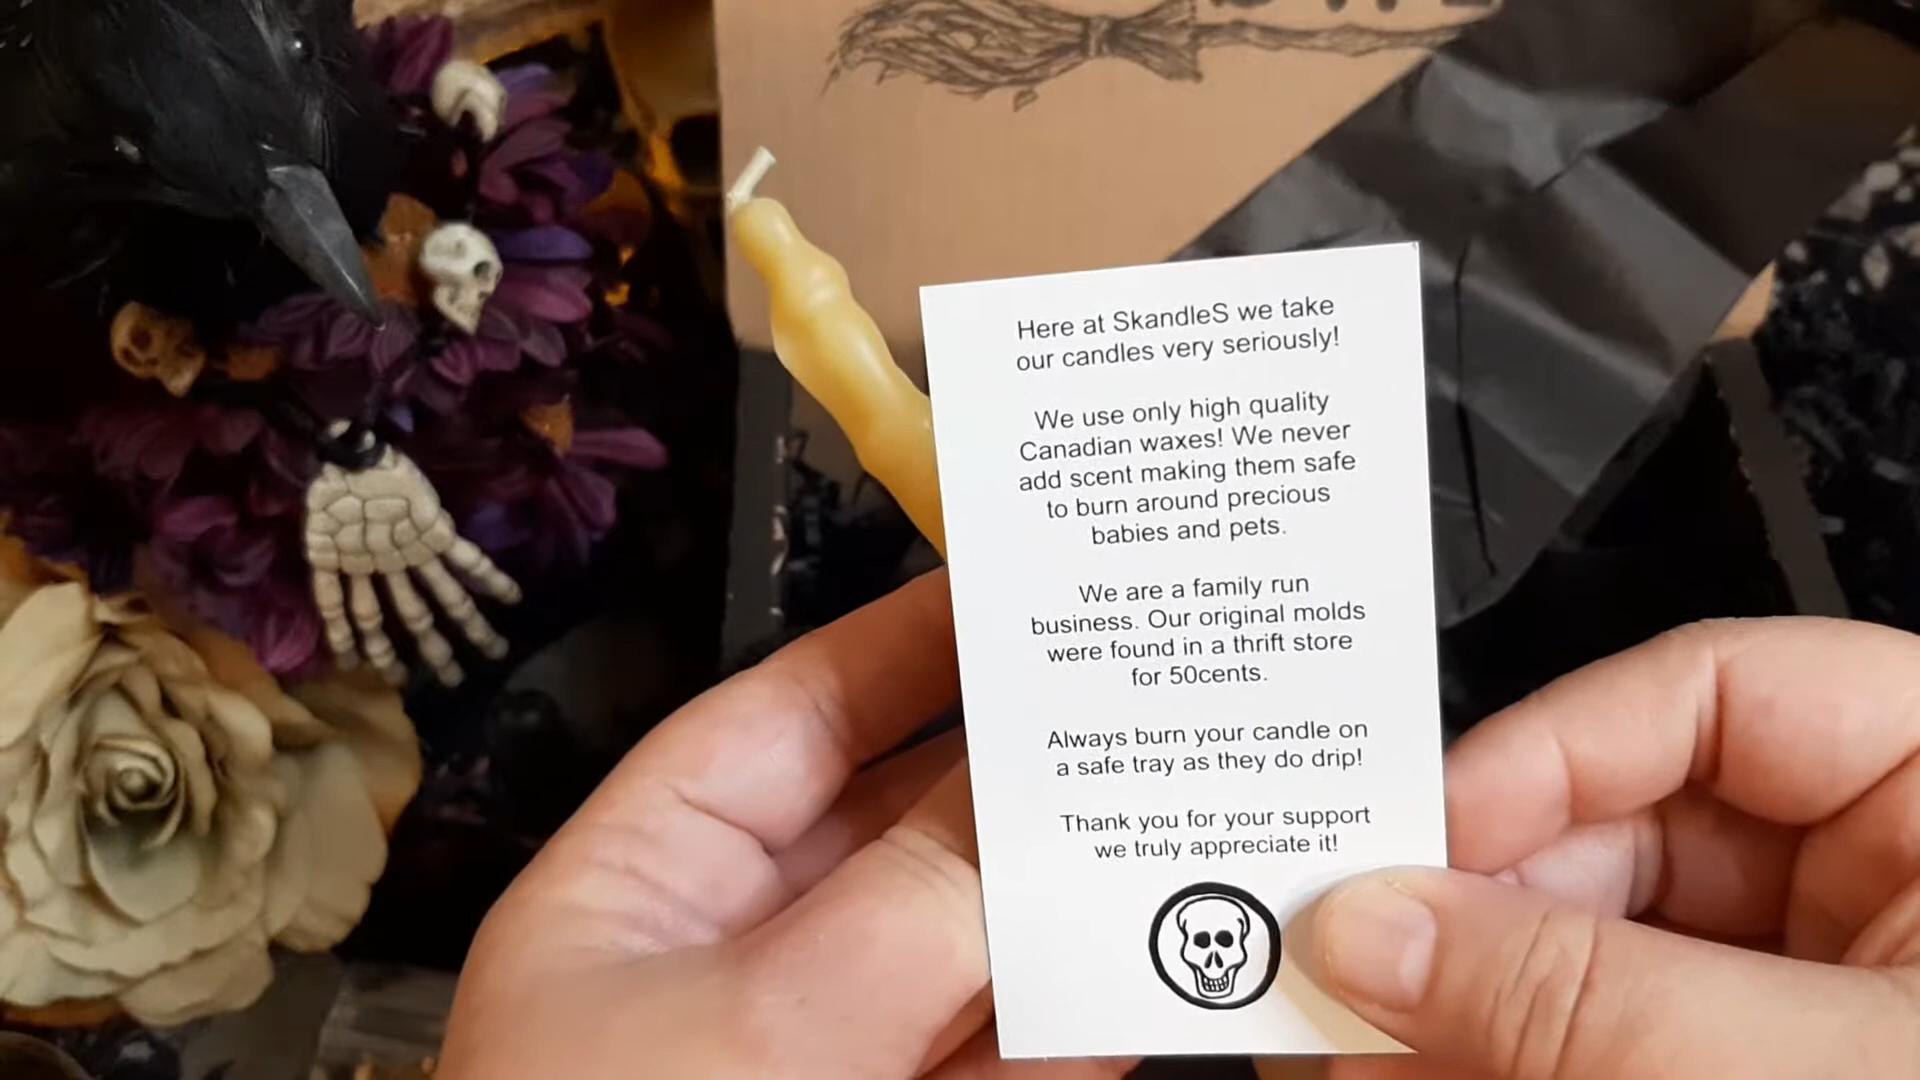 Here at SkandleS we take
our candles very seriously!
We use only high quality
Canadian waxes! We never
add scent making them safe
to burn around precious
babies and pets.
We are a family run
business. Our original molds
were found in a thrift store
for 50cents.
Always burn your candle on
a safe tray as they do drip!
Thank you for your support
we truly appreciate it!